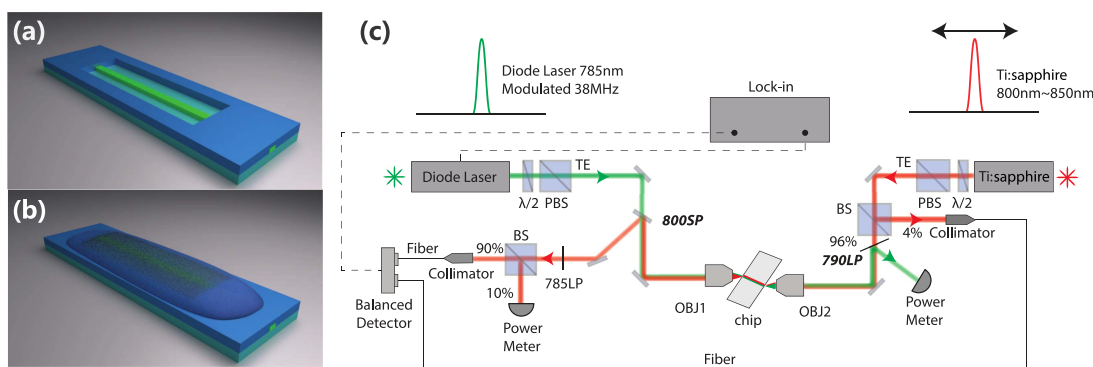 (a)
(b)
(c)
Diode Laser 785nm
Modulated 38MHz
Lock-in
Ti:sapphire
800nm~850nm
Diode Laser
λ/2
PBS
TE
800SP
TE
PBS
λ/2
Ti:sapphire
BS
4%
Collimator
96%
790LP
Power
Meter
Fiber
Collimator
90%
BS
785LP
10%
Power
Meter
Balanced
Detector
OBJ1
chip
OBJ2
Fiber